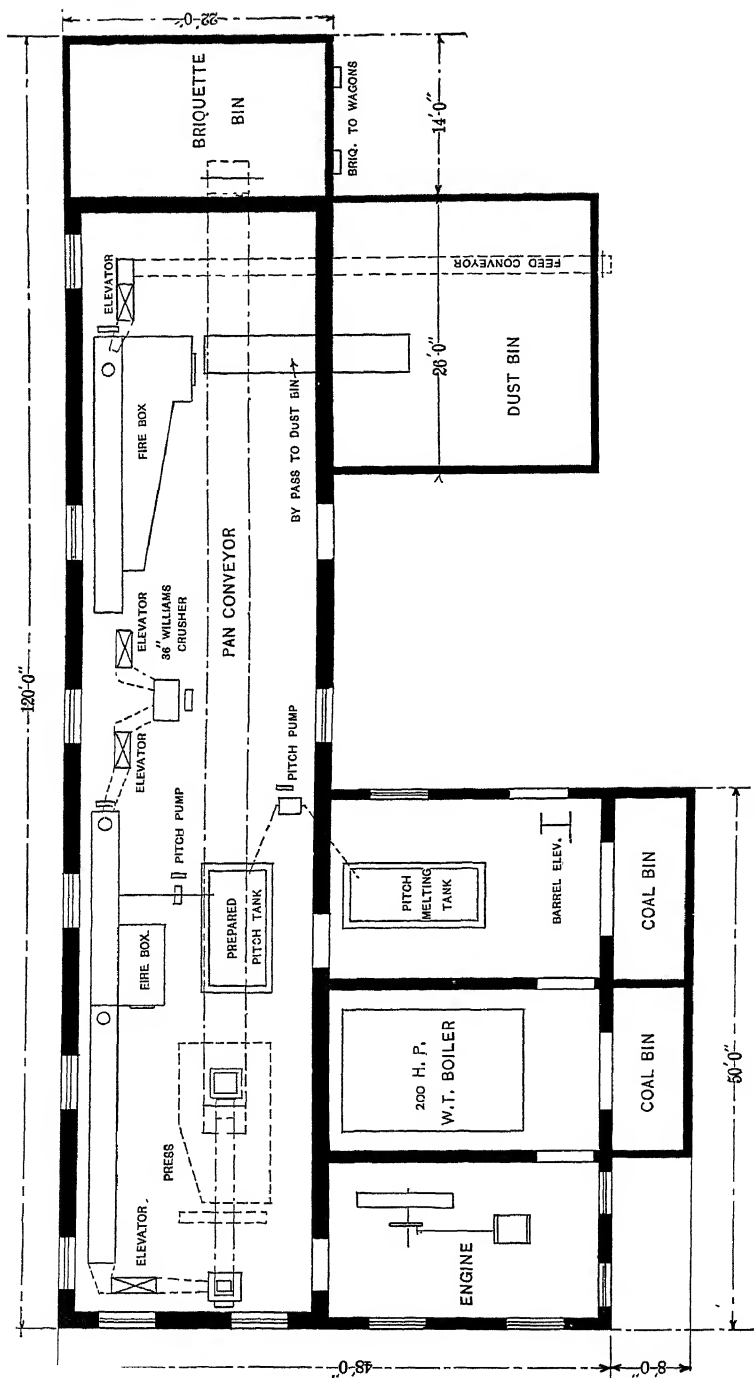 120'-0"
22'-0"
BRIQUETTE
BIN
BRIQ. TO WAGONS
14'-0"
ELEVATOR
FEED CONVEYOR
FIRE BOX
26'-0"
DUST BIN
BY PASS TO DUST BIN
PAN CONVEYOR
ELEVATOR
36" WILLIAMS
CRUSHER
ELEVATOR
PITCH PUMP
PITCH PUMP
FIRE BOX.
PREPARED
PITCH TANK
PITCH
MELTING
TANK
BARREL ELEV.
COAL BIN
PRESS
200 H. P.
W.T. BOILER
COAL BIN
ELEVATOR
ENGINE
50'-0"
48'-0"
8'-0"